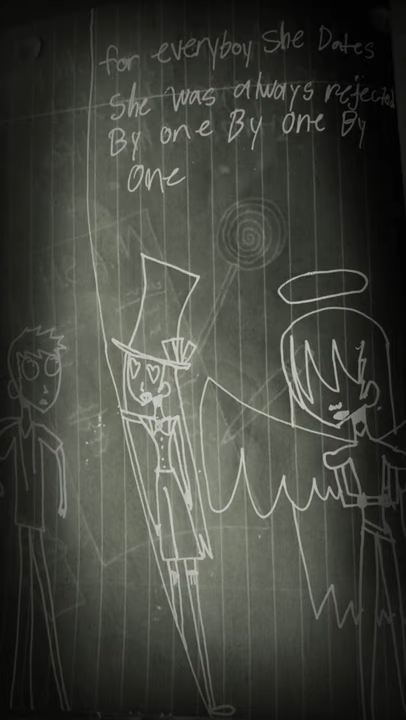 for everyboy She Dates
She was always rejected
By one By one By
One